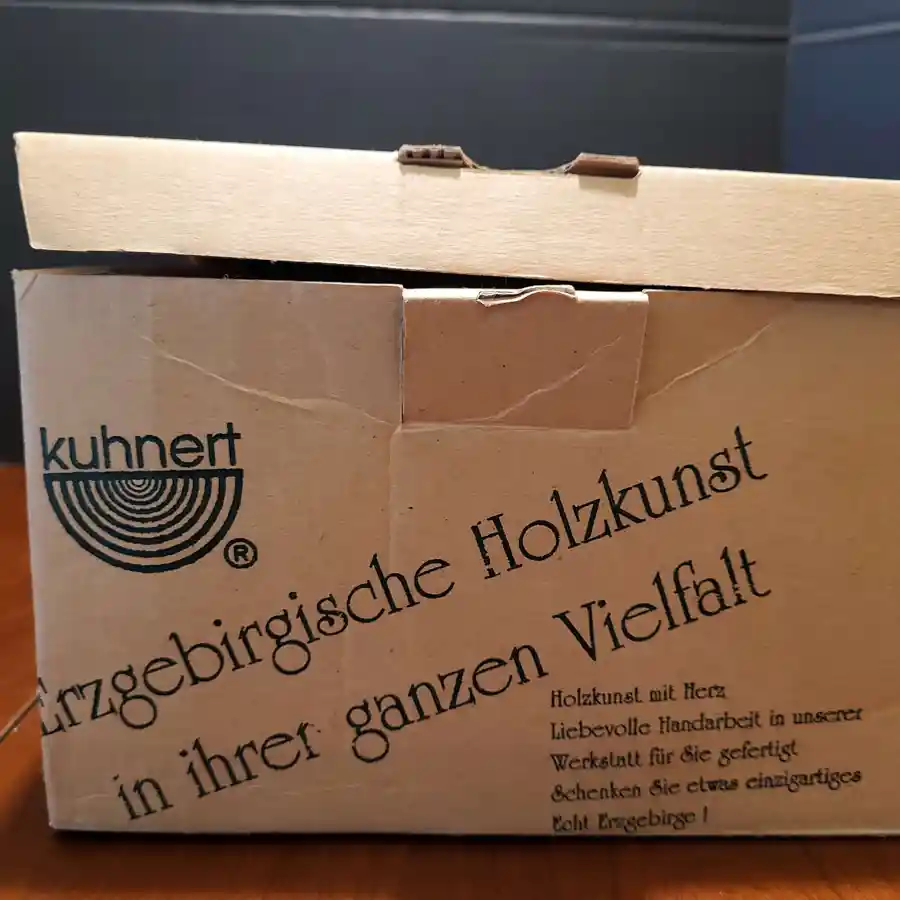 kuhnert
®
Erzgebirgische Holzkunst
in ihrer ganzen Vielfalt
Holzkunst mit Herz
Liebevolle Handarbeit in unserer
Werkstatt für Sie gefertigt
Schenken Sie etwas einzigartiges
Echt Erzgebirge !